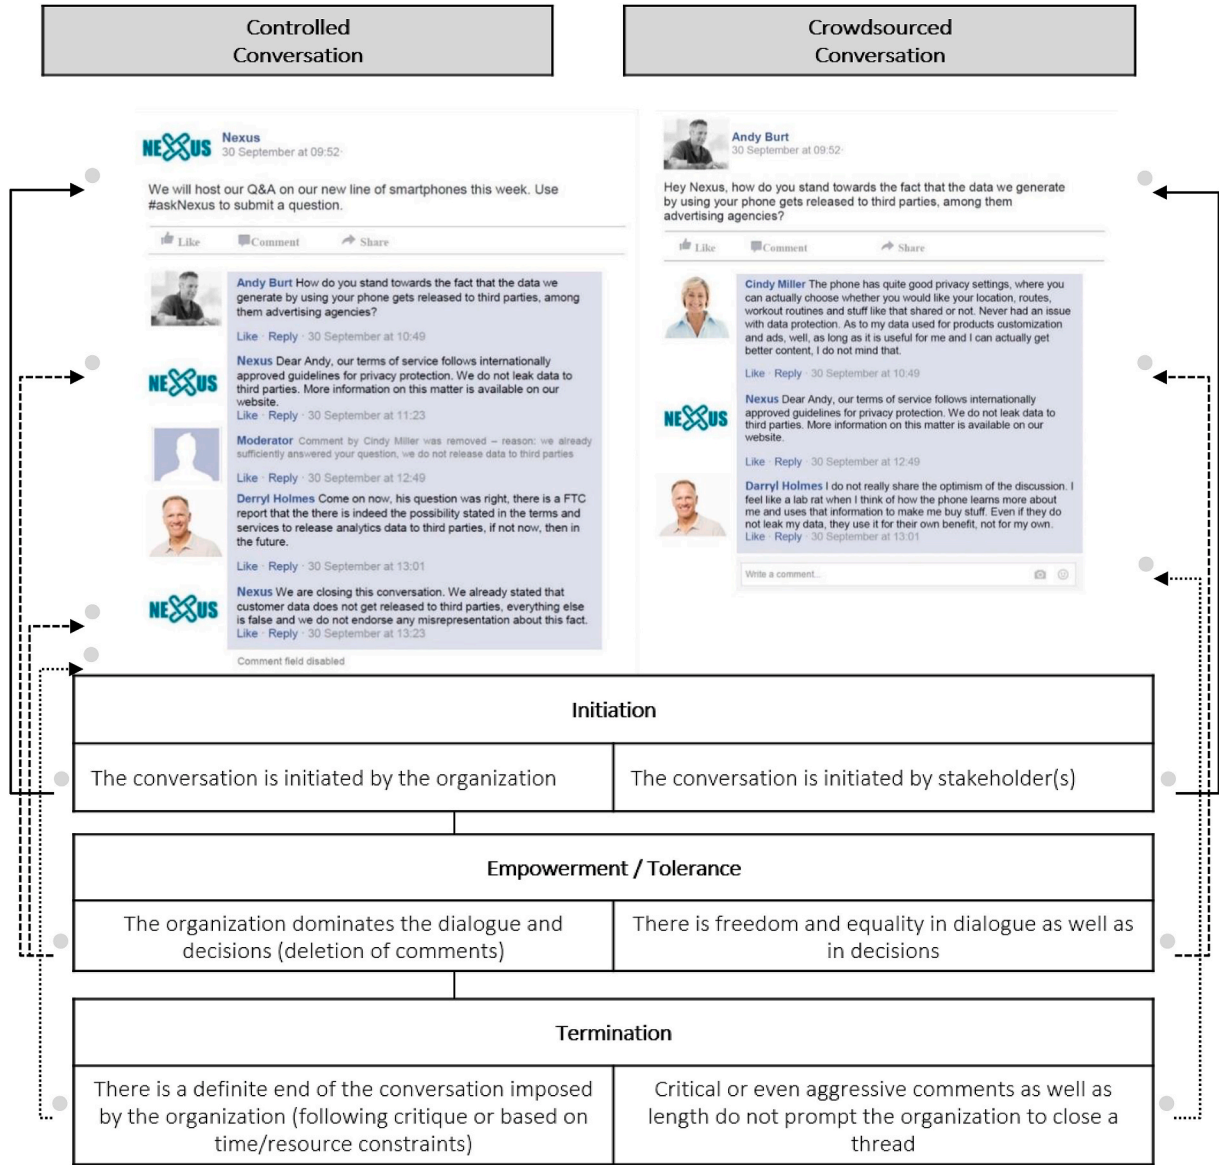 Controlled
Conversation
Crowdsourced
Conversation
NEXUS
Nexus
30 September at 09:52·
We will host our Q&A on our new line of smartphones this week. Use
#askNexus to submit a question.
Like Comment Share
Andy Burt How do you stand towards the fact that the data we
generate by using your phone gets released to third parties, among
them advertising agencies?
Like · Reply · 30 September at 10:49
NEXUS
Nexus Dear Andy, our terms of service follows internationally
approved guidelines for privacy protection. We do not leak data to
third parties. More information on this matter is available on our
website.
Like · Reply · 30 September at 11:23
Moderator Comment by Cindy Miller was removed – reason: we already
sufficiently answered your question, we do not release data to third parties
Like · Reply · 30 September at 12:49
Derryl Holmes Come on now, his question was right, there is a FTC
report that the there is indeed the possibility stated in the terms and
services to release analytics data to third parties, if not now, then in
the future.
Like · Reply · 30 September at 13:01
NEXUS
Nexus We are closing this conversation. We already stated that
customer data does not get released to third parties, everything else
is false and we do not endorse any misrepresentation about this fact.
Like · Reply · 30 September at 13:23
Comment field disabled
Andy Burt
30 September at 09:52·
Hey Nexus, how do you stand towards the fact that the data we generate
by using your phone gets released to third parties, among them
advertising agencies?
Like Comment Share
Cindy Miller The phone has quite good privacy settings, where you
can actually choose whether you would like your location, routes,
workout routines and stuff like that shared or not. Never had an issue
with data protection. As to my data used for products customization
and ads, well, as long as it is useful for me and I can actually get
better content, I do not mind that.
Like · Reply · 30 September at 10:49
NEXUS
Nexus Dear Andy, our terms of service follows internationally
approved guidelines for privacy protection. We do not leak data to
third parties. More information on this matter is available on our
website.
Like · Reply · 30 September at 12:49
Darryl Holmes I do not really share the optimism of the discussion. I
feel like a lab rat when I think of how the phone learns more about
me and uses that information to make me buy stuff. Even if they do
not leak my data, they use it for their own benefit, not for my own.
Like · Reply · 30 September at 13:01
Write a comment...
Initiation
The conversation is initiated by the organization
The conversation is initiated by stakeholder(s)
Empowerment / Tolerance
The organization dominates the dialogue and
decisions (deletion of comments)
There is freedom and equality in dialogue as well as
in decisions
Termination
There is a definite end of the conversation imposed
by the organization (following critique or based on
time/resource constraints)
Critical or even aggressive comments as well as
length do not prompt the organization to close a
thread